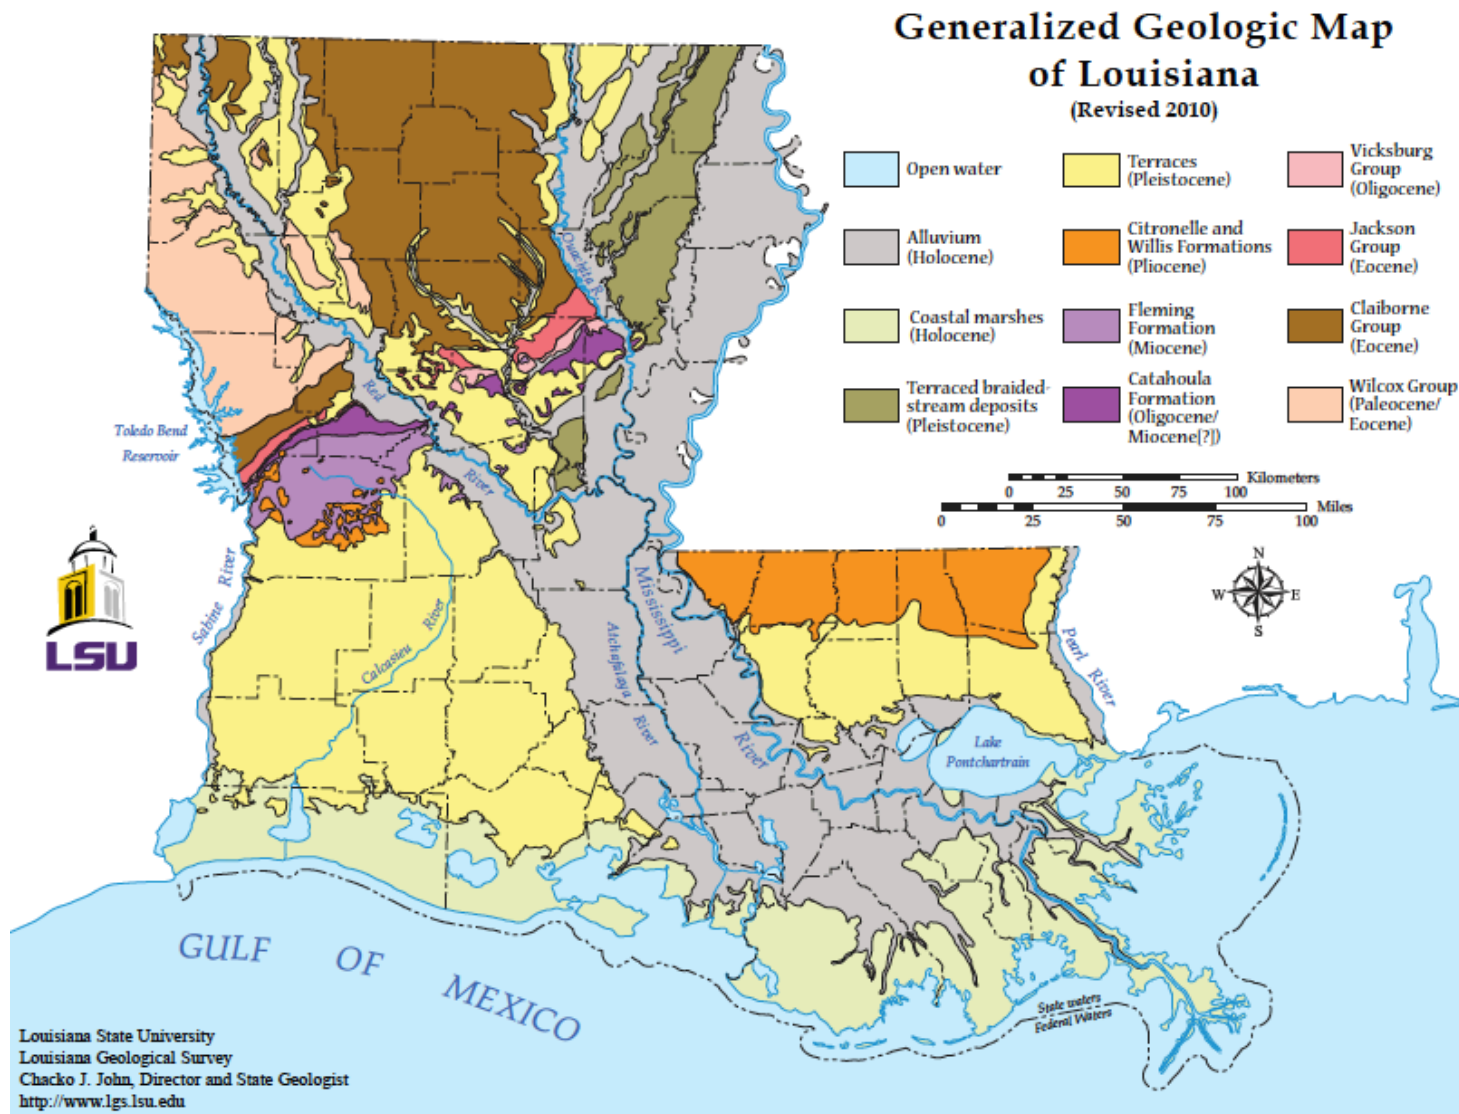 Generalized Geologic Map
of Louisiana
(Revised 2010)
Open water
Alluvium
(Holocene)
Coastal marshes
(Holocene)
Terraced braided-
stream deposits
(Pleistocene)
Terraces
(Pleistocene)
Citronelle and
Willis Formations
(Pliocene)
Fleming
Formation
(Miocene)
Catahoula
Formation
(Oligocene/
Miocene[?])
Vicksburg
Group
(Oligocene)
Jackson
Group
(Eocene)
Claiborne
Group
(Eocene)
Wilcox Group
(Paleocene/
Eocene)
Kilometers
0 25 50 75 100
Miles
0 25 50 75 100
N
W E
S
Ouachita R.
Red
River
Toledo Bend
Reservoir
Sabine River
Calcasieu River
Mississippi
River
Atchafalaya
River
Pearl River
Lake
Pontchartrain
LSU
GULF OF MEXICO
State waters
Federal Waters
Louisiana State University
Louisiana Geological Survey
Chacko J. John, Director and State Geologist
http://www.lgs.lsu.edu